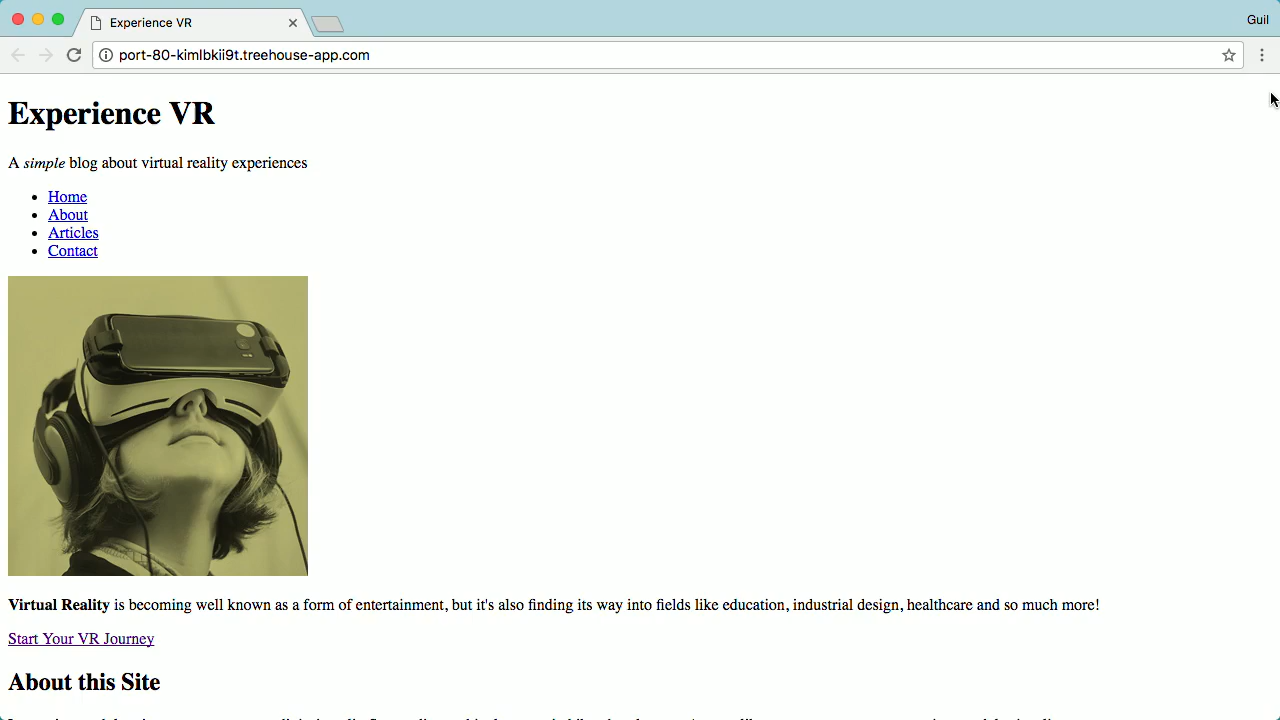 Experience VR
Guil
port-80-kimlbkii9t.treehouse-app.com
Experience VR
A simple blog about virtual reality experiences
Home
About
Articles
Contact
Virtual Reality is becoming well known as a form of entertainment, but it's also finding its way into fields like education, industrial design, healthcare and so much more!
Start Your VR Journey
About this Site